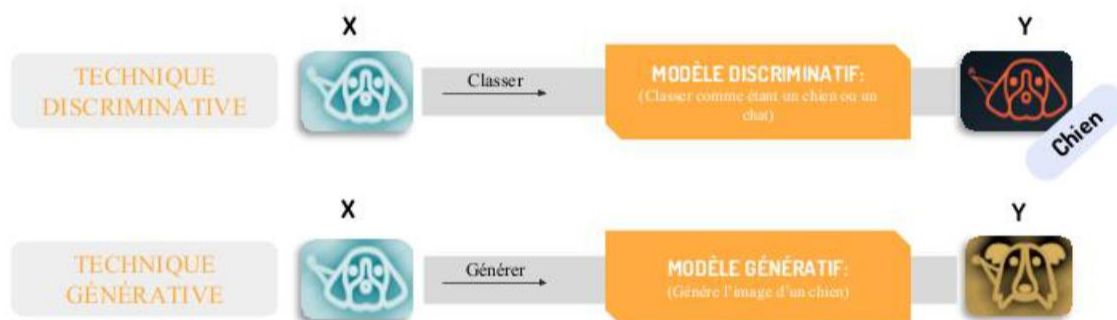 X
Y
TECHNIQUE
DISCRIMINATIVE
Classer
MODÈLE DISCRIMINATIF:
(Classer comme étant un chien ou un
chat)
Chien
X
Y
TECHNIQUE
GÉNÉRATIVE
Générer
MODÈLE GÉNÉRATIF:
(Génère l'image d'un chien)